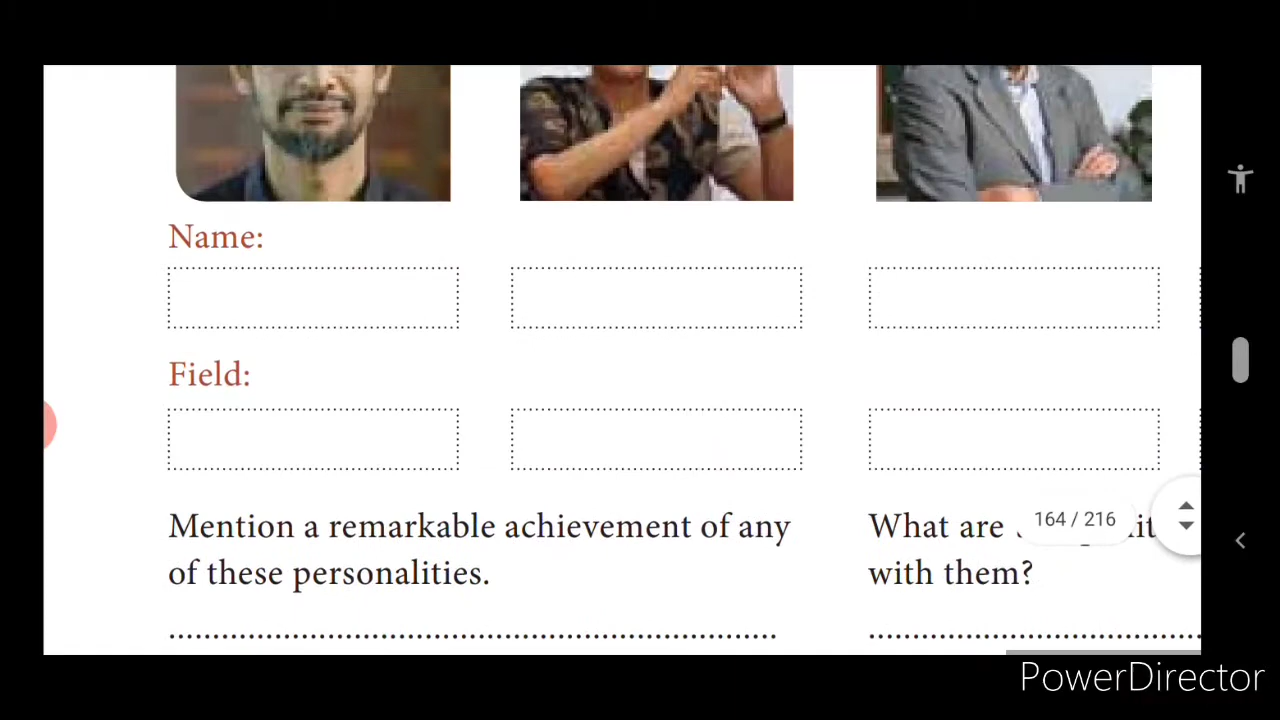 Name:
Field:
Mention a remarkable achievement of any
of these personalities.
What are
with them?
164 / 216
PowerDirector